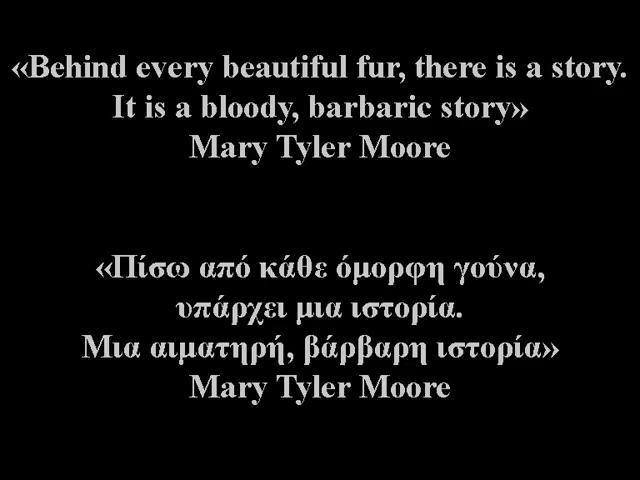 «Behind every beautiful fur, there is a story.
It is a bloody, barbaric story»
Mary Tyler Moore
«Πίσω από κάθε όμορφη γούνα,
υπάρχει μια ιστορία.
Μια αιματηρή, βάρβαρη ιστορία»
Mary Tyler Moore